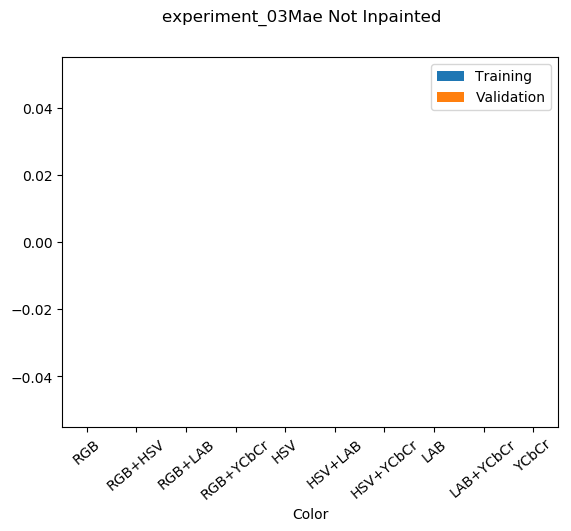 experiment_03Mae Not Inpainted
Training
Validation
0.04
0.02
0.00
−0.02
−0.04
RGB
RGB+HSV
RGB+LAB
RGB+YCbCr
HSV
HSV+LAB
HSV+YCbCr
LAB
LAB+YCbCr
YCbCr
Color